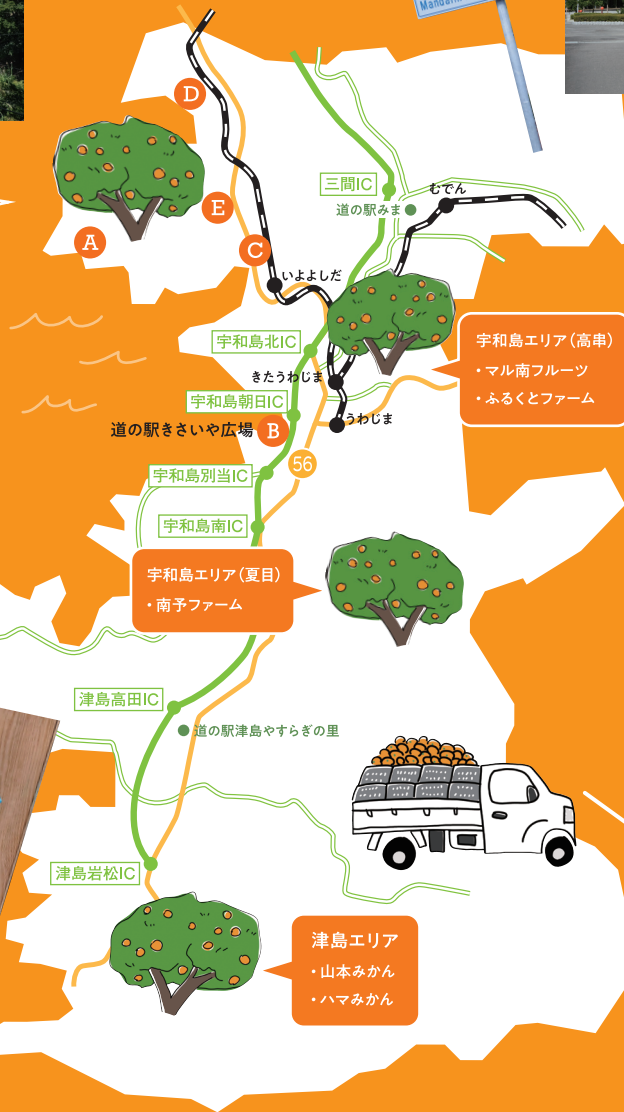 Mandarin
D
三間IC
むでん
道の駅みま
E
A
C
いよよしだ
宇和島北IC
宇和島エリア（高串）
・マル南フルーツ
・ふるくとファーム
きたうわじま
宇和島朝日IC
うわじま
道の駅きさいや広場
B
56
宇和島別当IC
宇和島南IC
宇和島エリア（夏目）
・南予ファーム
津島高田IC
道の駅津島やすらぎの里
津島岩松IC
津島エリア
・山本みかん
・ハマみかん